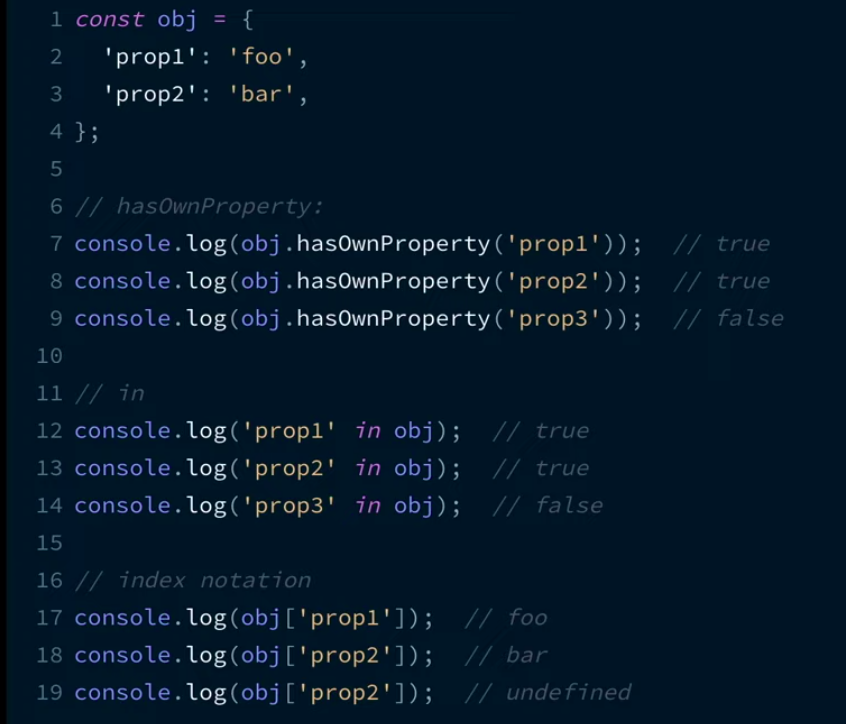 1 const obj = {
2   'prop1': 'foo',
3   'prop2': 'bar',
4 };
5
6 // hasOwnProperty:
7 console.log(obj.hasOwnProperty('prop1'));  // true
8 console.log(obj.hasOwnProperty('prop2'));  // true
9 console.log(obj.hasOwnProperty('prop3'));  // false
10
11 // in
12 console.log('prop1' in obj);  // true
13 console.log('prop2' in obj);  // true
14 console.log('prop3' in obj);  // false
15
16 // index notation
17 console.log(obj['prop1']);  // foo
18 console.log(obj['prop2']);  // bar
19 console.log(obj['prop2']);  // undefined